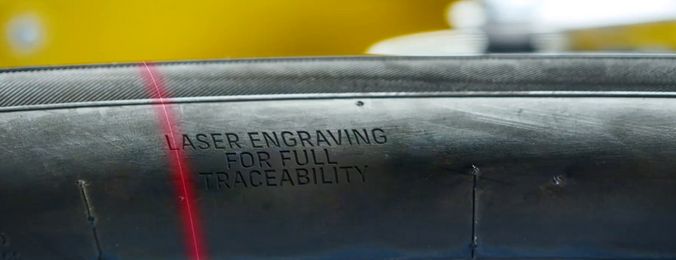 LASER ENGRAVING
FOR FULL
TRACEABILITY